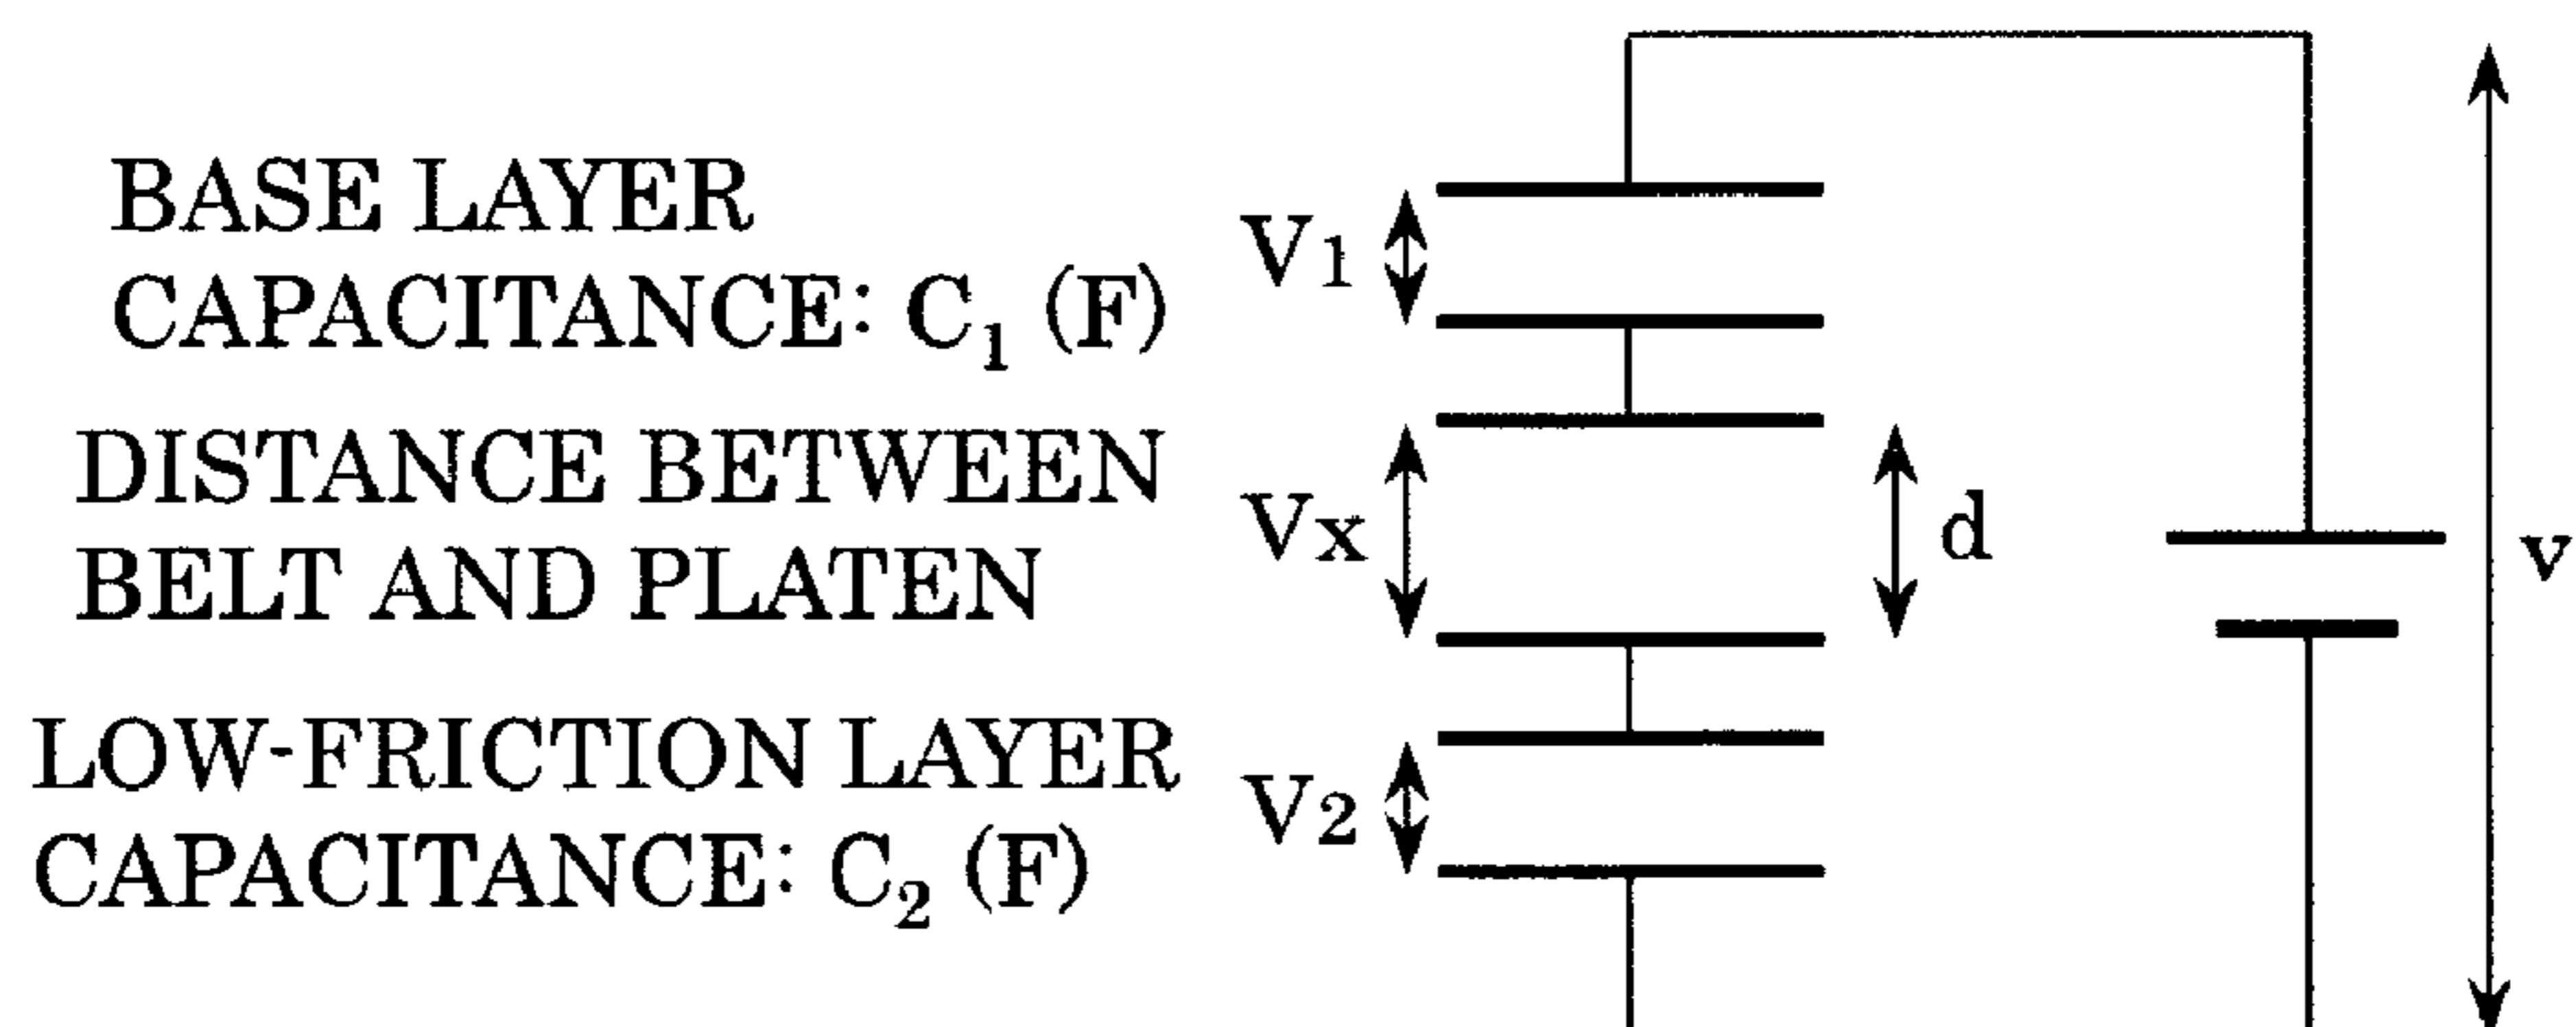 BASE LAYER
CAPACITANCE: C₁ (F)
V1
DISTANCE BETWEEN
BELT AND PLATEN
Vx
d
v
LOW-FRICTION LAYER
CAPACITANCE: C₂ (F)
V2